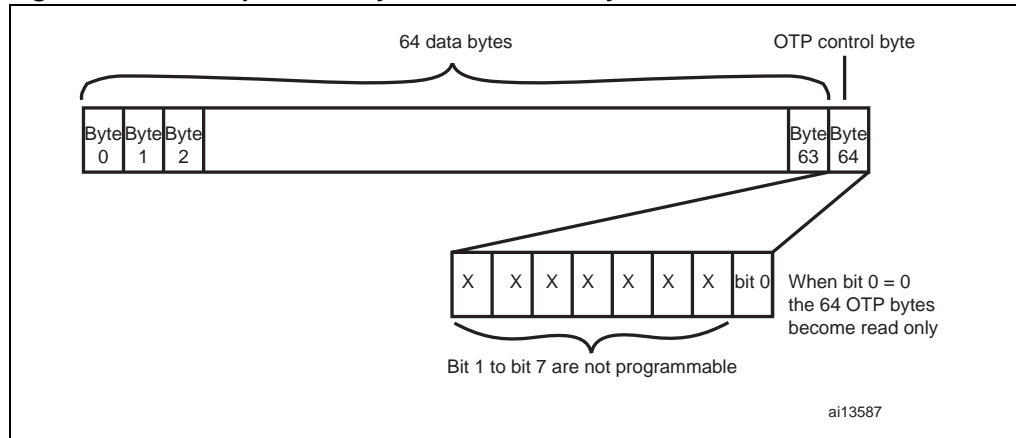 64 data bytes
OTP control byte
Byte Byte Byte Byte Byte
0 1 2 63 64
X X X X X X X bit 0
When bit 0 = 0
the 64 OTP bytes
become read only
Bit 1 to bit 7 are not programmable
ai13587